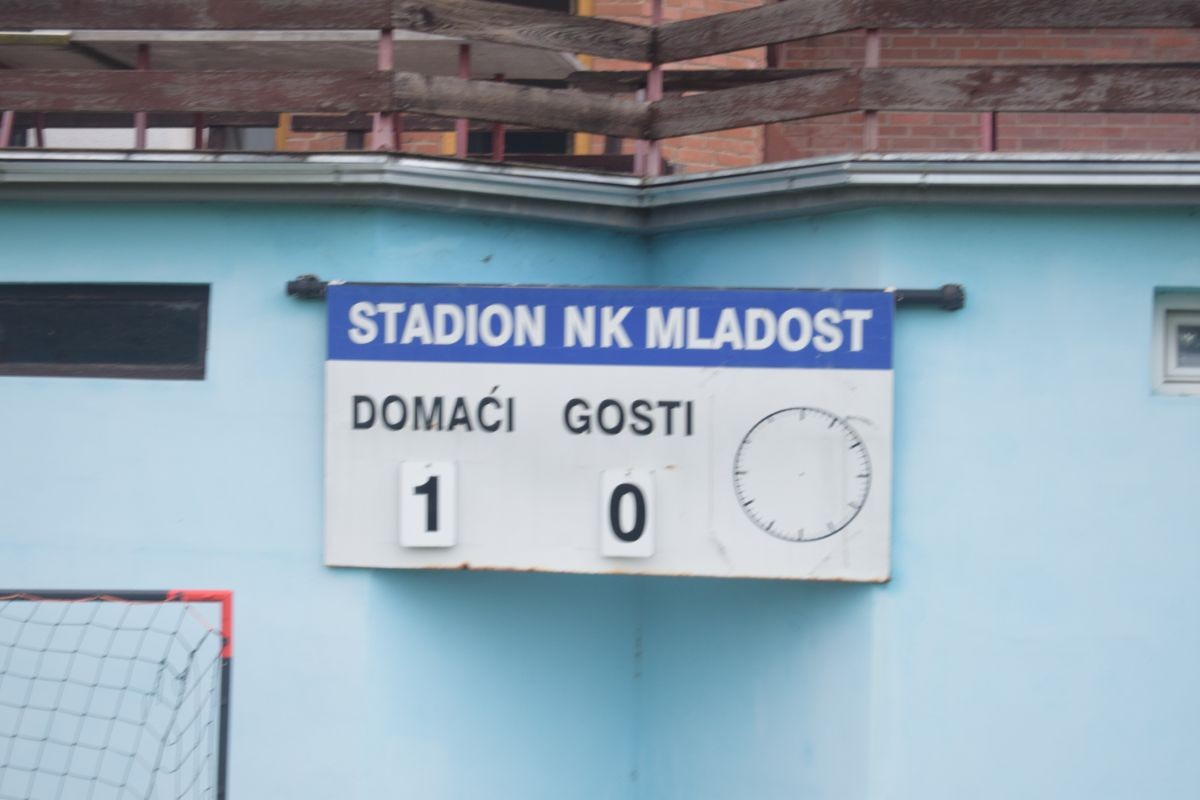 STADION NK MLADOST
DOMAĆI GOSTI
1 0